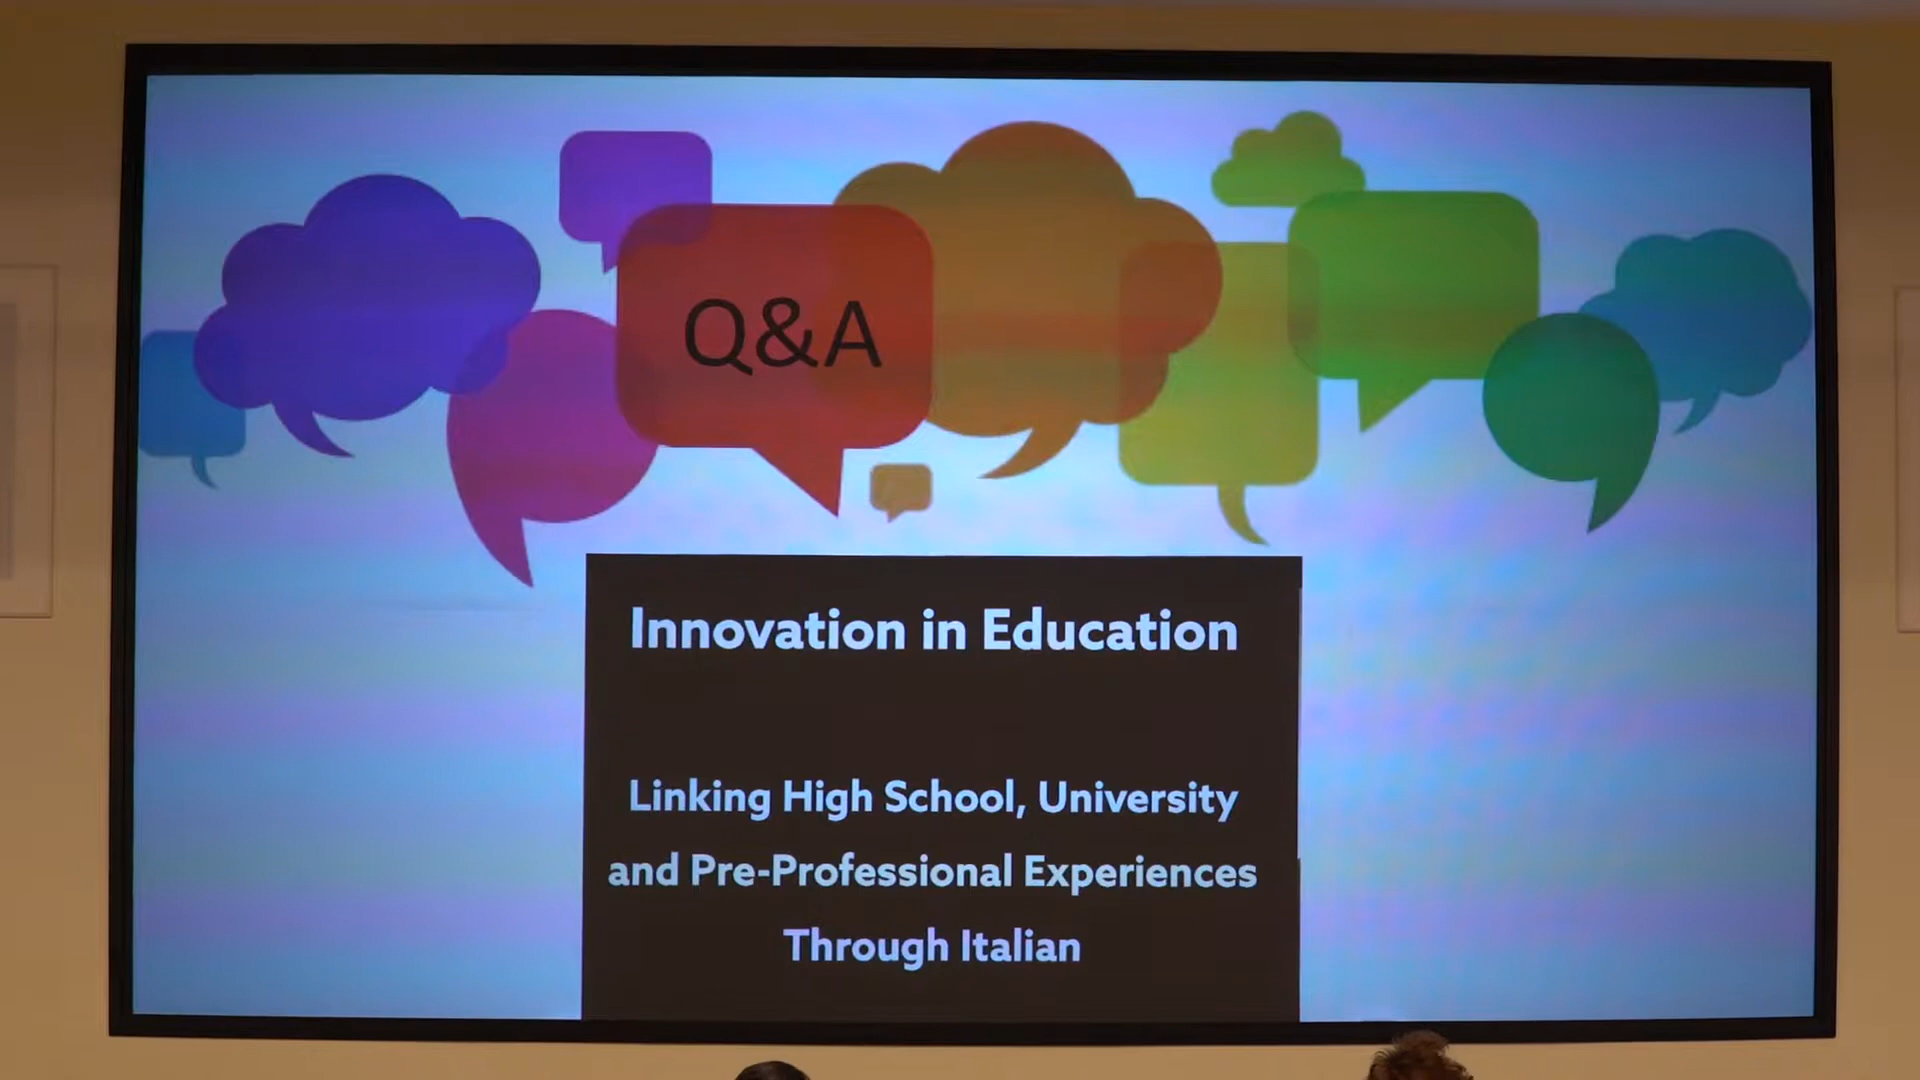 Q&A
Innovation in Education
Linking High School, University
and Pre-Professional Experiences
Through Italian